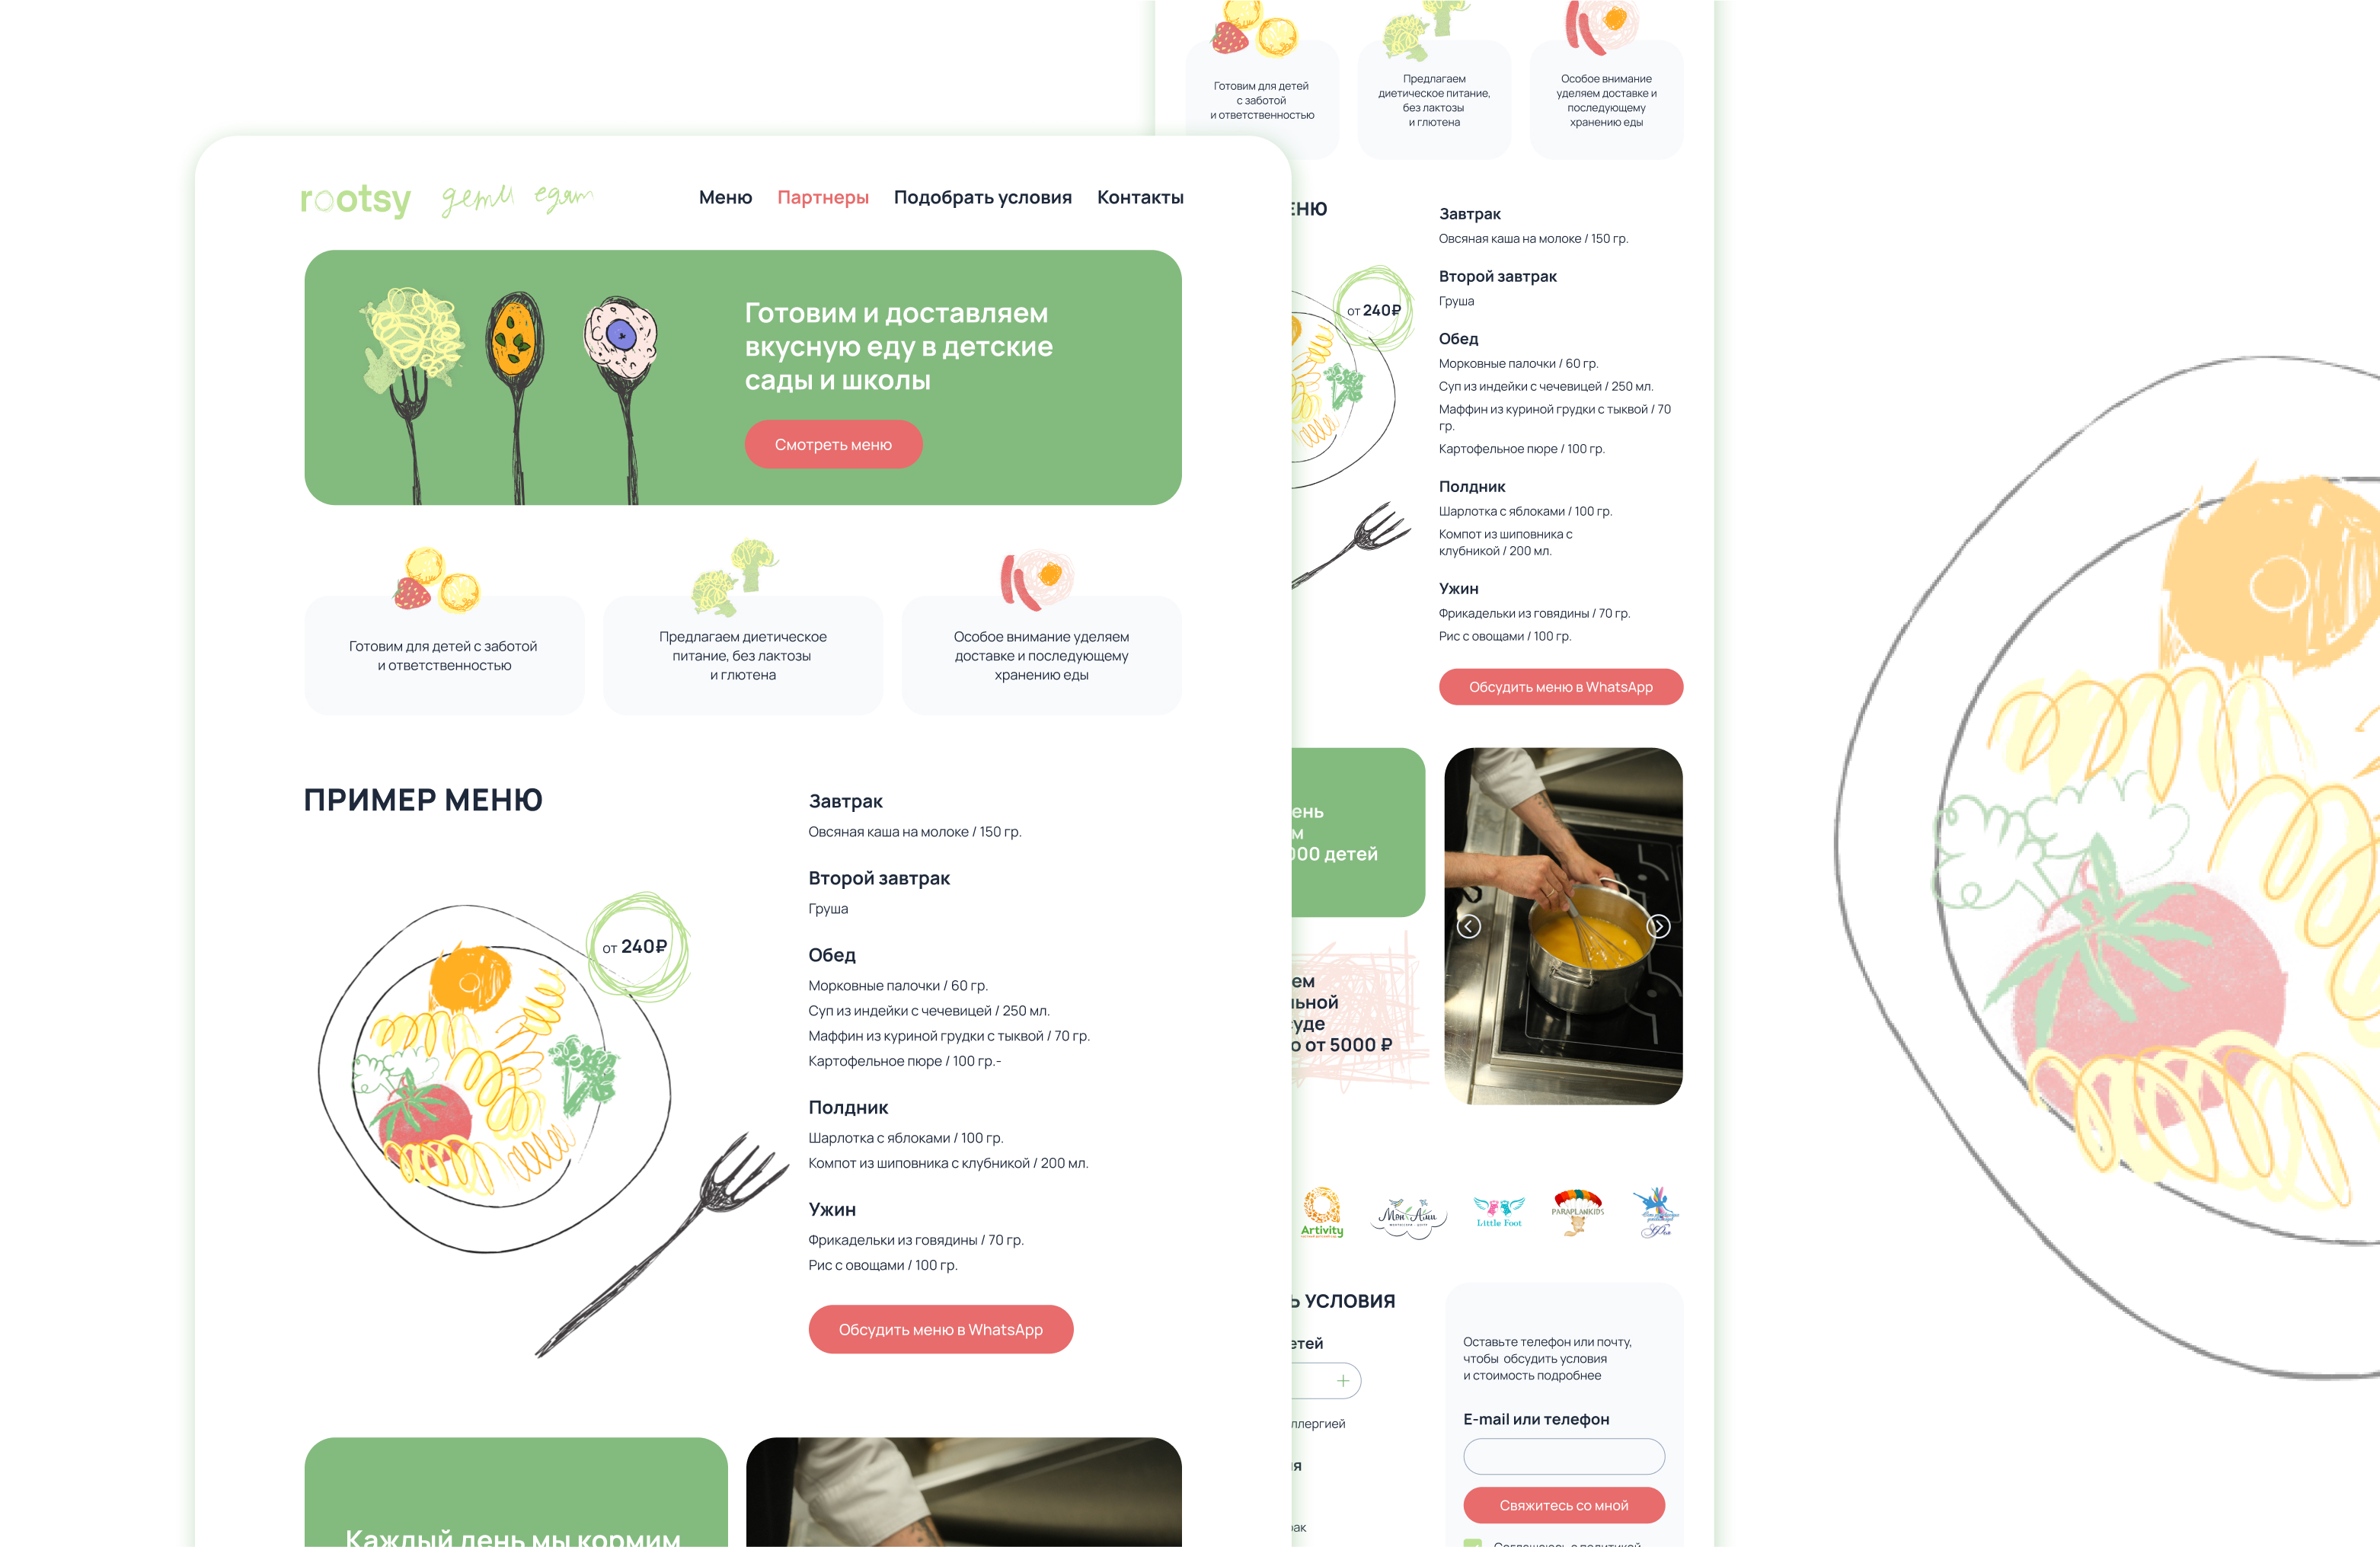 rootsy дети едят
Меню Партнеры Подобрать условия Контакты
Готовим и доставляем
вкусную еду в детские
сады и школы
Смотреть меню
Готовим для детей с заботой
и ответственностью
Предлагаем диетическое
питание, без лактозы
и глютена
Особое внимание уделяем
доставке и последующему
хранению еды
ПРИМЕР МЕНЮ
от 240₽
Завтрак
Овсяная каша на молоке / 150 гр.
Второй завтрак
Груша
Обед
Морковные палочки / 60 гр.
Суп из индейки с чечевицей / 250 мл.
Маффин из куриной грудки с тыквой / 70 гр.
Картофельное пюре / 100 гр.-
Полдник
Шарлотка с яблоками / 100 гр.
Компот из шиповника с клубникой / 200 мл.
Ужин
Фрикадельки из говядины / 70 гр.
Рис с овощами / 100 гр.
Обсудить меню в WhatsApp
Каждый день мы кормим
Готовим для детей
с заботой
и ответственностью
Предлагаем
диетическое питание,
без лактозы
и глютена
Особое внимание
уделяем доставке и
последующему
хранению еды
ЕНЮ
от 240₽
Завтрак
Овсяная каша на молоке / 150 гр.
Второй завтрак
Груша
Обед
Морковные палочки / 60 гр.
Суп из индейки с чечевицей / 250 мл.
Маффин из куриной грудки с тыквой / 70
гр.
Картофельное пюре / 100 гр.
Полдник
Шарлотка с яблоками / 100 гр.
Компот из шиповника с
клубникой / 200 мл.
Ужин
Фрикадельки из говядины / 70 гр.
Рис с овощами / 100 гр.
Обсудить меню в WhatsApp
ень
м
000 детей
ем
льной
суде
о от 5000 ₽
Artivity
Мон Ами
Little Foot
PARAPLANKIDS
Ь УСЛОВИЯ
етей
+
ллергией
ия
рак
Оставьте телефон или почту,
чтобы обсудить условия
и стоимость подробнее
E-mail или телефон
Свяжитесь со мной
Соглашаюсь с политикой